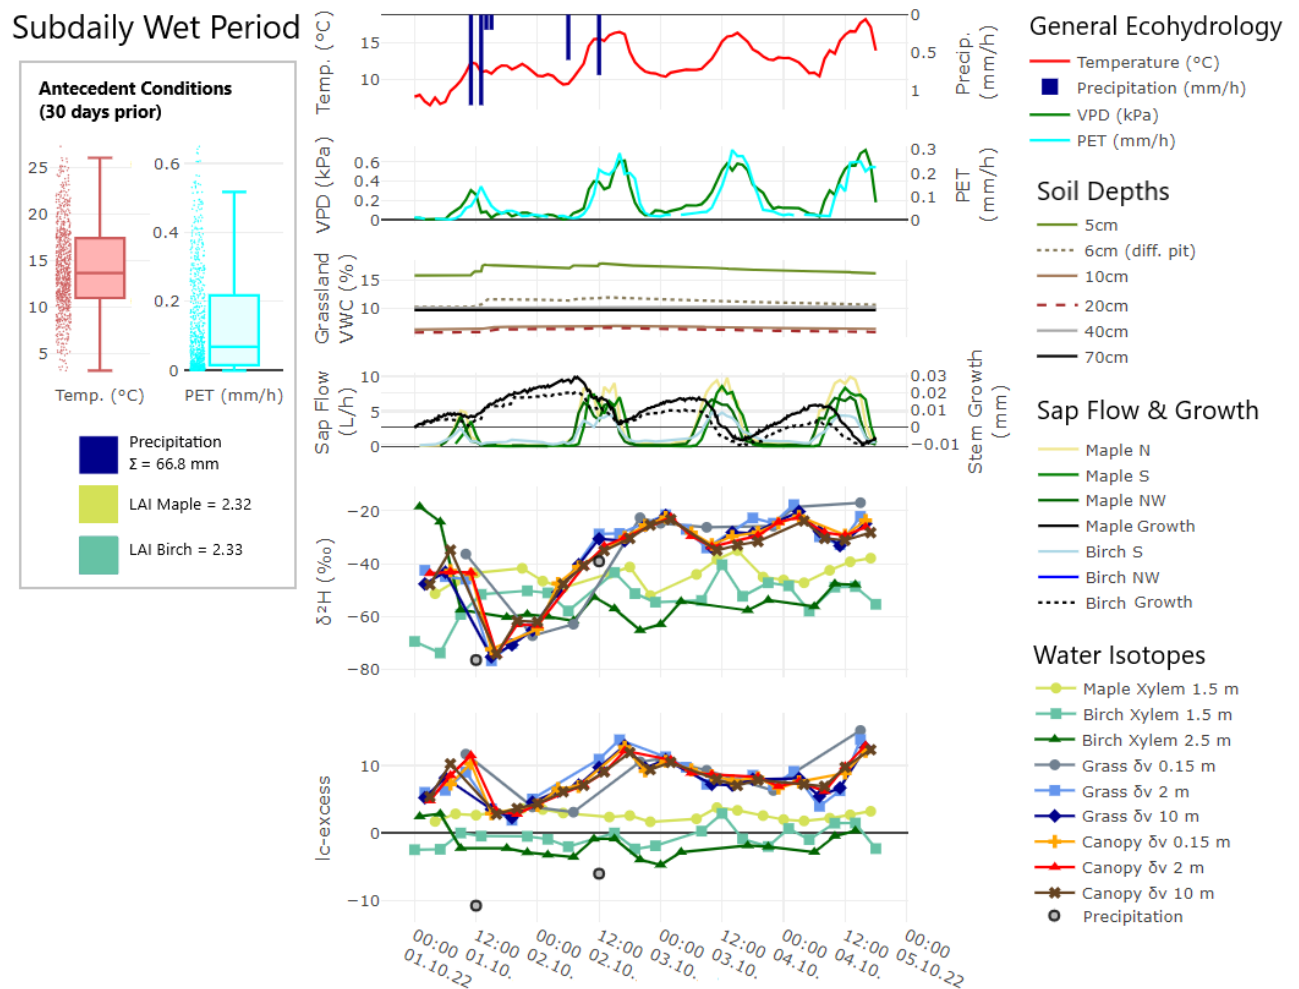 Subdaily Wet Period
Antecedent Conditions
(30 days prior)
25
20
15
10
5
0.6
0.4
0.2
0
Temp. (°C)
PET (mm/h)
Precipitation
Σ = 66.8 mm
LAI Maple = 2.32
LAI Birch = 2.33
Temp. (°C)
15
10
0
0.5
1
Precip.
(mm/h)
VPD (kPa)
0.6
0.4
0.2
0
0.3
0.2
0.1
0
PET
(mm/h)
Grassland
VWC (%)
15
10
Sap Flow
(L/h)
10
5
0
0.03
0.02
0.01
0
−0.01
Stem Growth
(mm)
δ²H (‰)
−20
−40
−60
−80
lc-excess
10
0
−10
00:00
01.10.22
12:00
01.10.
00:00
02.10.
12:00
02.10.
00:00
03.10.
12:00
03.10.
00:00
04.10.
12:00
04.10.
00:00
05.10.22
General Ecohydrology
Temperature (°C)
Precipitation (mm/h)
VPD (kPa)
PET (mm/h)
Soil Depths
5cm
6cm (diff. pit)
10cm
20cm
40cm
70cm
Sap Flow & Growth
Maple N
Maple S
Maple NW
Maple Growth
Birch S
Birch NW
Birch Growth
Water Isotopes
Maple Xylem 1.5 m
Birch Xylem 1.5 m
Birch Xylem 2.5 m
Grass δv 0.15 m
Grass δv 2 m
Grass δv 10 m
Canopy δv 0.15 m
Canopy δv 2 m
Canopy δv 10 m
Precipitation